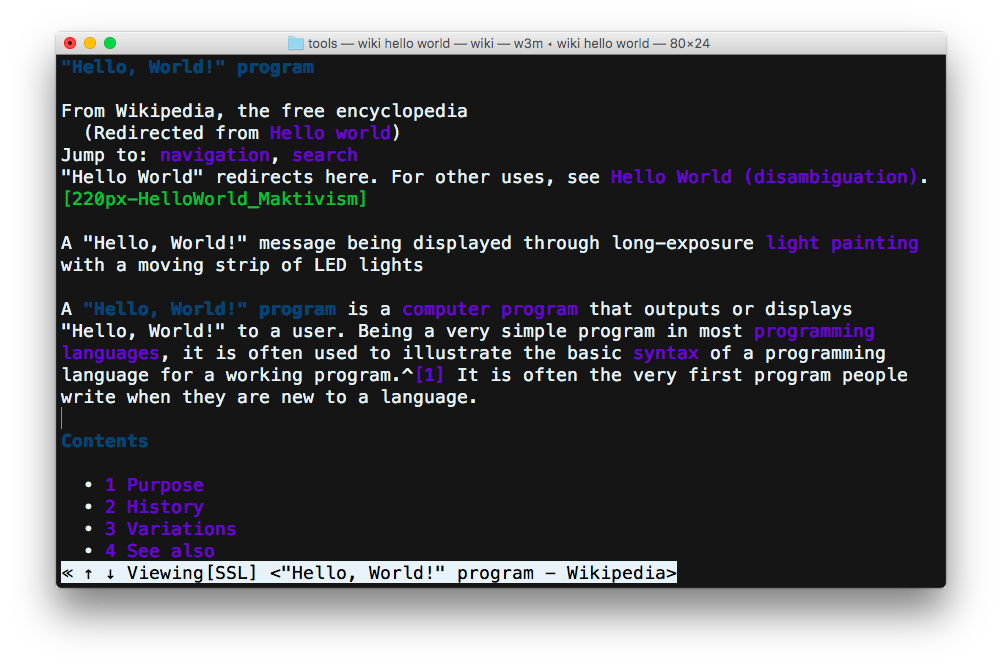 tools — wiki hello world — wiki — w3m ◂ wiki hello world — 80×24
"Hello, World!" program
From Wikipedia, the free encyclopedia
(Redirected from Hello world)
Jump to: navigation, search
"Hello World" redirects here. For other uses, see Hello World (disambiguation).
[220px-HelloWorld_Maktivism]
A "Hello, World!" message being displayed through long-exposure light painting
with a moving strip of LED lights
A "Hello, World!" program is a computer program that outputs or displays
"Hello, World!" to a user. Being a very simple program in most programming
languages, it is often used to illustrate the basic syntax of a programming
language for a working program.^[1] It is often the very first program people
write when they are new to a language.
Contents
• 1 Purpose
• 2 History
• 3 Variations
• 4 See also
≪ ↑ ↓ Viewing[SSL] <"Hello, World!" program - Wikipedia>